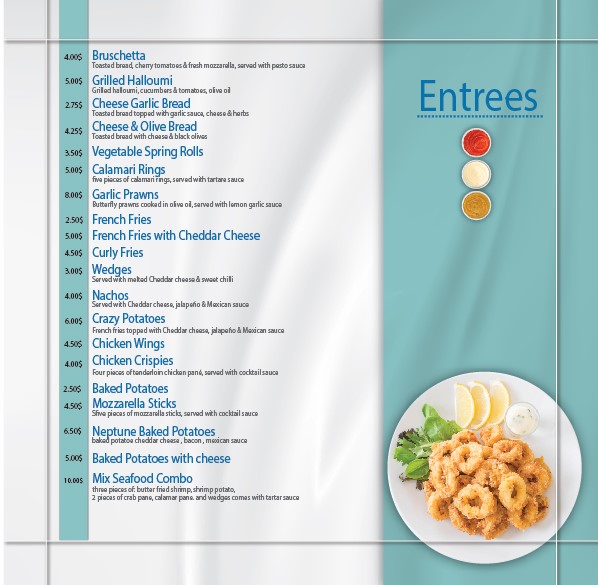 4.00$ Bruschetta
Toasted bread, cherry tomatoes & fresh mozzarella, served with pesto sauce
5.00$ Grilled Halloumi
Grilled halloumi, cucumbers & tomatoes, olive oil
2.75$ Cheese Garlic Bread
Toasted bread topped with garlic sauce, cheese & herbs
4.25$ Cheese & Olive Bread
Toasted bread with cheese & black olives
3.50$ Vegetable Spring Rolls
5.00$ Calamari Rings
five pieces of calamari rings, served with tartare sauce
8.00$ Garlic Prawns
Butterfly prawns cooked in olive oil, served with lemon garlic sauce
2.50$ French Fries
5.00$ French Fries with Cheddar Cheese
4.50$ Curly Fries
3.00$ Wedges
Served with melted Cheddar cheese & sweet chilli
4.00$ Nachos
Served with Cheddar cheese, jalapeño & Mexican sauce
6.00$ Crazy Potatoes
French fries topped with Cheddar cheese, jalapeño & Mexican sauce
4.50$ Chicken Wings
4.00$ Chicken Crispies
Four pieces of tenderloin chicken pané, served with cocktail sauce
2.50$ Baked Potatoes
4.50$ Mozzarella Sticks
5five pieces of mozzarella sticks, served with cocktail sauce
6.50$ Neptune Baked Potatoes
baked potatoe cheddar cheese , bacon , mexican sauce
5.00$ Baked Potatoes with cheese
10.00$ Mix Seafood Combo
three pieces of: butter fried shrimp, shrimp potato,
2 pieces of crab pane, calamar pane. and wedges comes with tartar sauce
Entrees